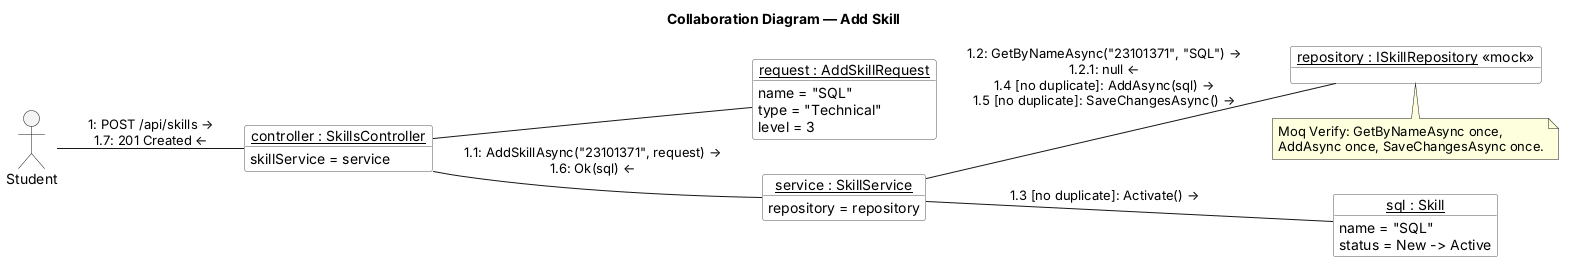 Collaboration Diagram — Add Skill
Student
1: POST /api/skills →
1.7: 201 Created ←
controller : SkillsController
skillService = service
request : AddSkillRequest
name = "SQL"
type = "Technical"
level = 3
1.1: AddSkillAsync("23101371", request) →
1.6: Ok(sql) ←
service : SkillService
repository = repository
1.2: GetByNameAsync("23101371", "SQL") →
1.2.1: null ←
1.4 [no duplicate]: AddAsync(sql) →
1.5 [no duplicate]: SaveChangesAsync() →
repository : ISkillRepository «mock»
Moq Verify: GetByNameAsync once,
AddAsync once, SaveChangesAsync once.
1.3 [no duplicate]: Activate() →
sql : Skill
name = "SQL"
status = New -> Active